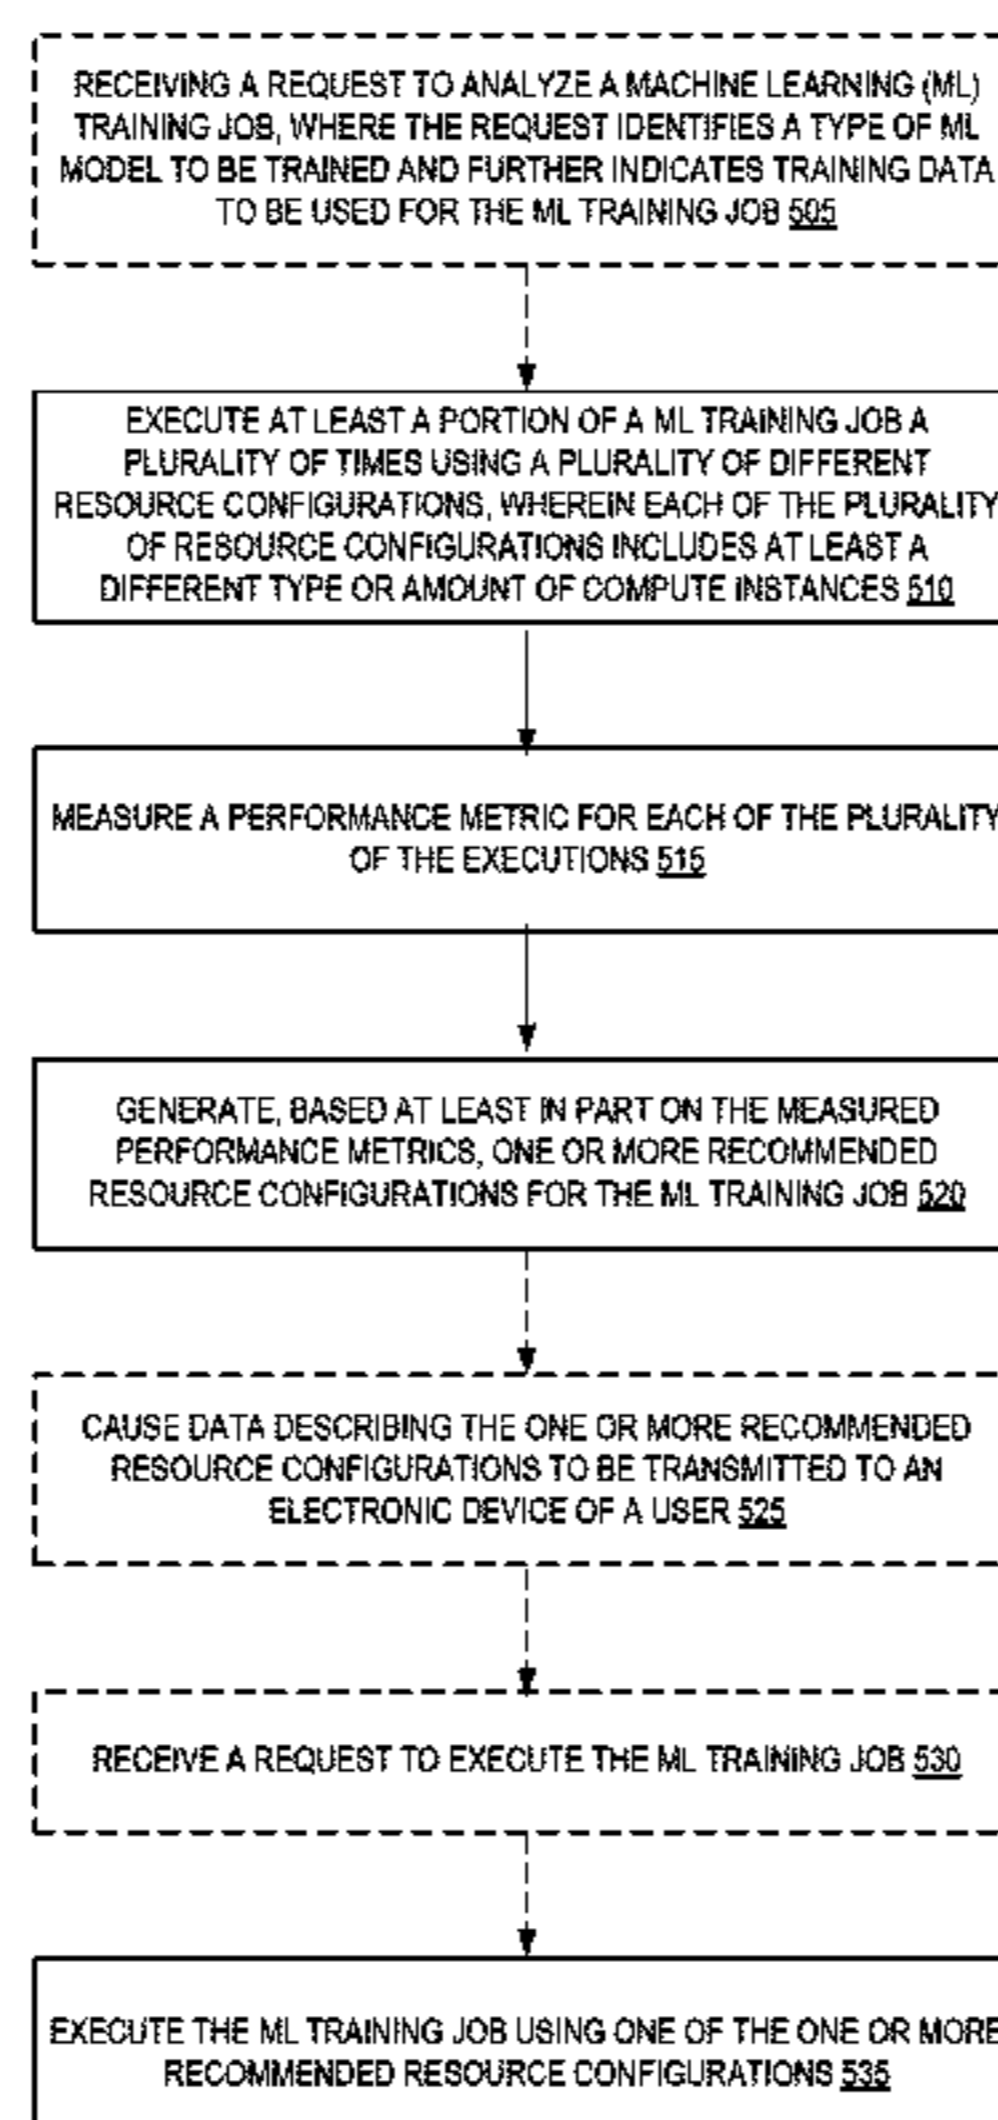 RECEIVING A REQUEST TO ANALYZE A MACHINE LEARNING (ML)
TRAINING JOB, WHERE THE REQUEST IDENTIFIES A TYPE OF ML
MODEL TO BE TRAINED AND FURTHER INDICATES TRAINING DATA
TO BE USED FOR THE ML TRAINING JOB 505
EXECUTE AT LEAST A PORTION OF A ML TRAINING JOB A
PLURALITY OF TIMES USING A PLURALITY OF DIFFERENT
RESOURCE CONFIGURATIONS, WHEREIN EACH OF THE PLURALITY
OF RESOURCE CONFIGURATIONS INCLUDES AT LEAST A
DIFFERENT TYPE OR AMOUNT OF COMPUTE INSTANCES 510
MEASURE A PERFORMANCE METRIC FOR EACH OF THE PLURALITY
OF THE EXECUTIONS 515
GENERATE, BASED AT LEAST IN PART ON THE MEASURED
PERFORMANCE METRICS, ONE OR MORE RECOMMENDED
RESOURCE CONFIGURATIONS FOR THE ML TRAINING JOB 520
CAUSE DATA DESCRIBING THE ONE OR MORE RECOMMENDED
RESOURCE CONFIGURATIONS TO BE TRANSMITTED TO AN
ELECTRONIC DEVICE OF A USER 525
RECEIVE A REQUEST TO EXECUTE THE ML TRAINING JOB 530
EXECUTE THE ML TRAINING JOB USING ONE OF THE ONE OR MORE
RECOMMENDED RESOURCE CONFIGURATIONS 535